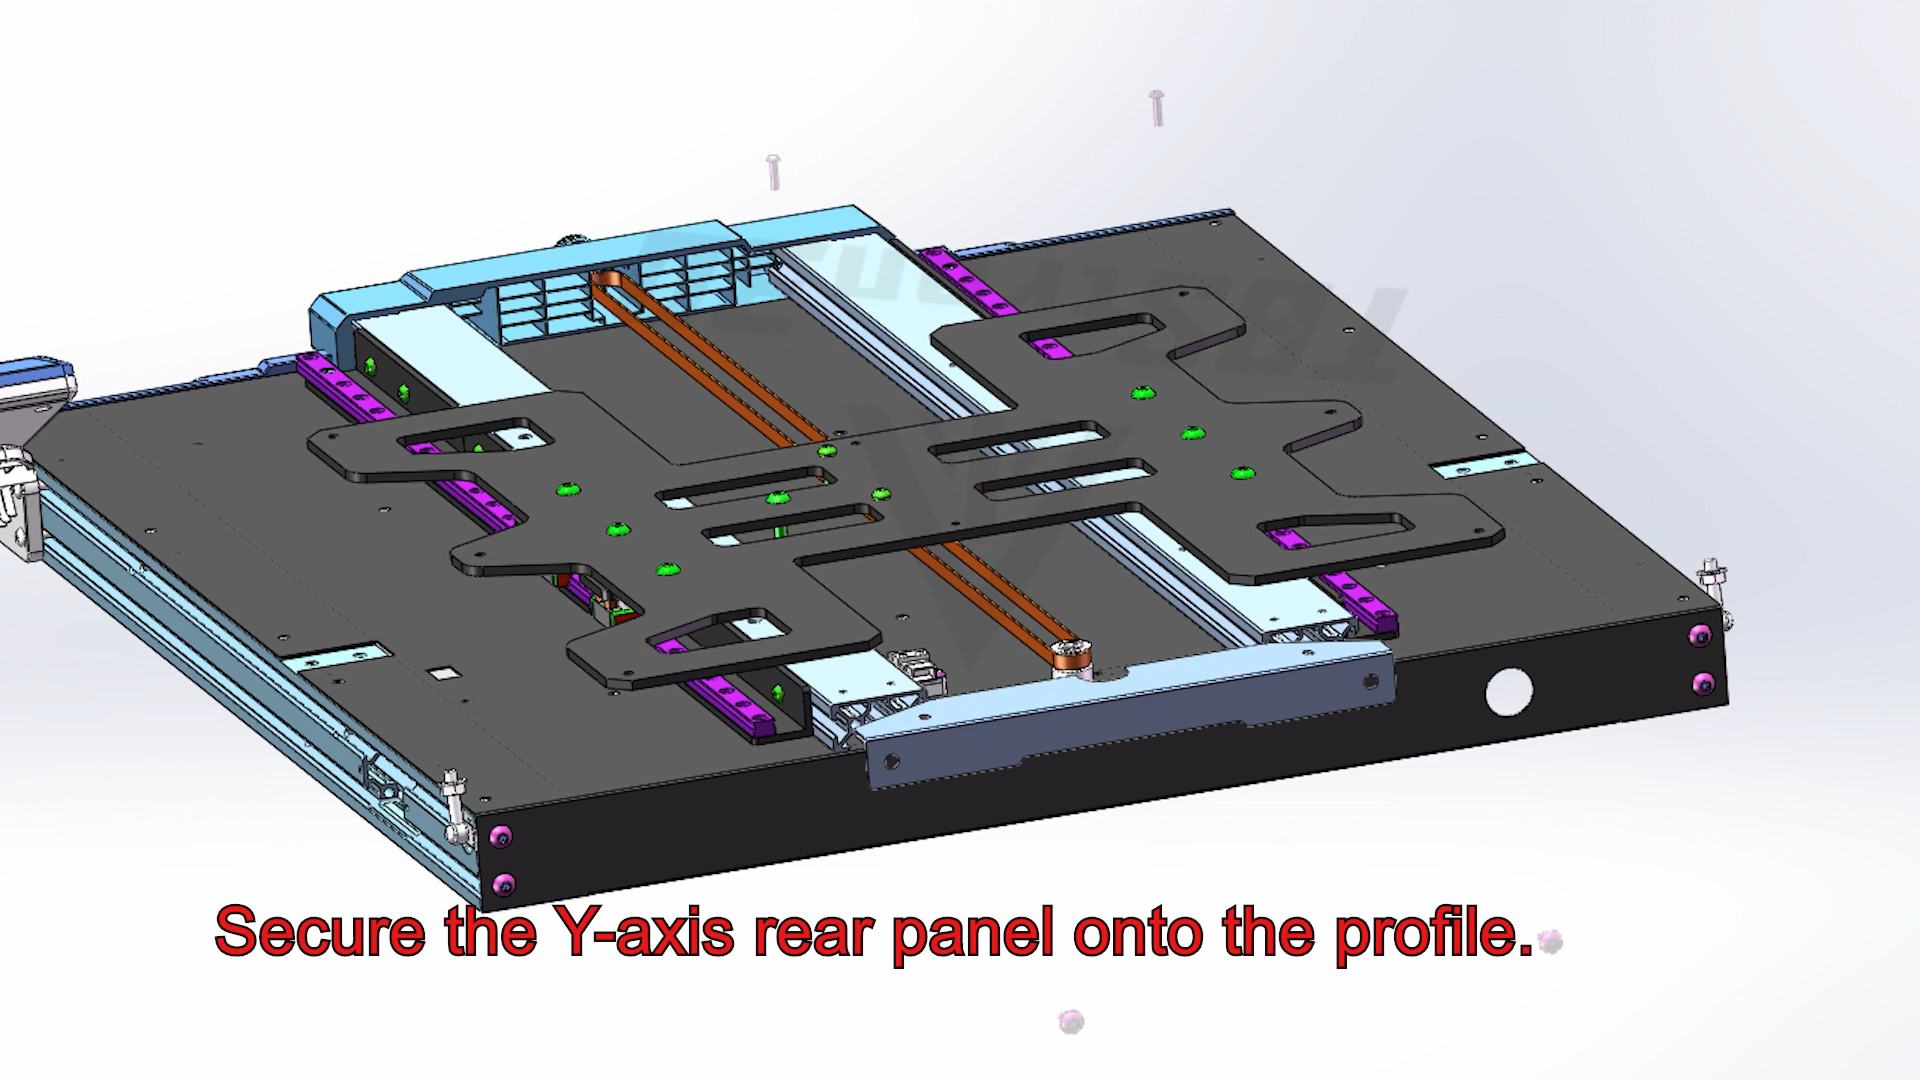 Secure the Y-axis rear panel onto the profile.